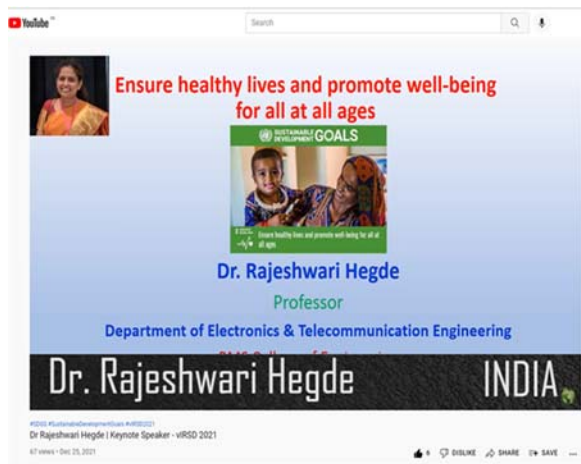 YouTube
Search
Ensure healthy lives and promote well-being
for all at all ages
SUSTAINABLE DEVELOPMENT GOALS
Ensure healthy lives and promote well-being for all at
all ages
Dr. Rajeshwari Hegde
Professor
Department of Electronics & Telecommunication Engineering
Dr. Rajeshwari Hegde INDIA
#SDG3 #SustainableDevelopmentGoals #vIRSD2021
Dr Rajeshwari Hegde | Keynote Speaker - vIRSD 2021
67 views • Dec 25, 2021
6 DISLIKE SHARE SAVE ...